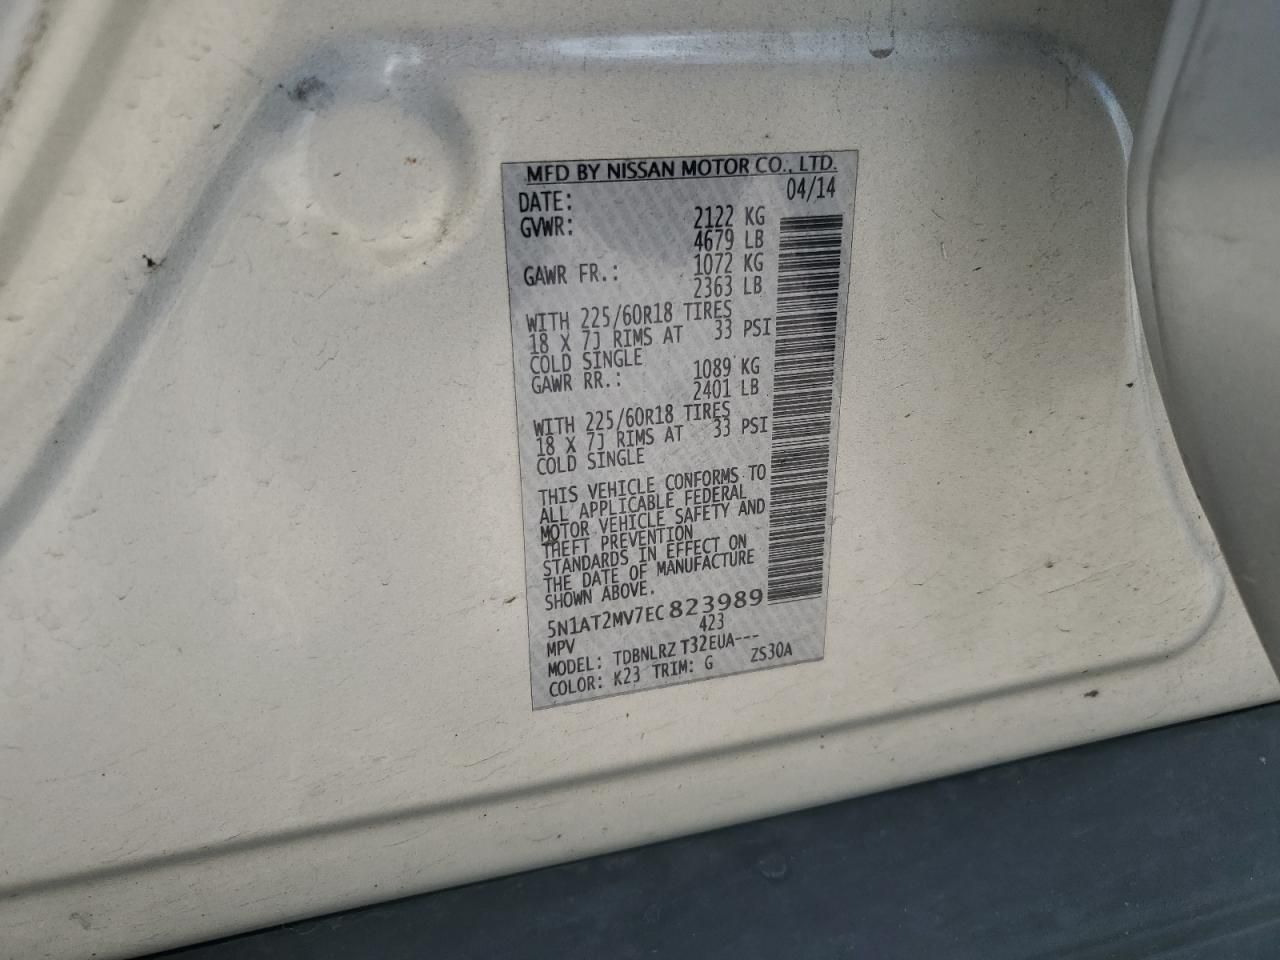 MFD BY NISSAN MOTOR CO., LTD.
DATE: 04/14
GVWR: 2122 KG
4679 LB
GAWR FR.: 1072 KG
2363 LB
WITH 225/60R18 TIRES
18 X 7J RIMS AT 33 PSI
COLD SINGLE
GAWR RR.: 1089 KG
2401 LB
WITH 225/60R18 TIRES
18 X 7J RIMS AT 33 PSI
COLD SINGLE
THIS VEHICLE CONFORMS TO
ALL APPLICABLE FEDERAL
MOTOR VEHICLE SAFETY AND
THEFT PREVENTION
STANDARDS IN EFFECT ON
THE DATE OF MANUFACTURE
SHOWN ABOVE.
5N1AT2MV7EC823989
MPV 423
MODEL: TDBNLRZ T32EUA---
COLOR: K23 TRIM: G ZS30A